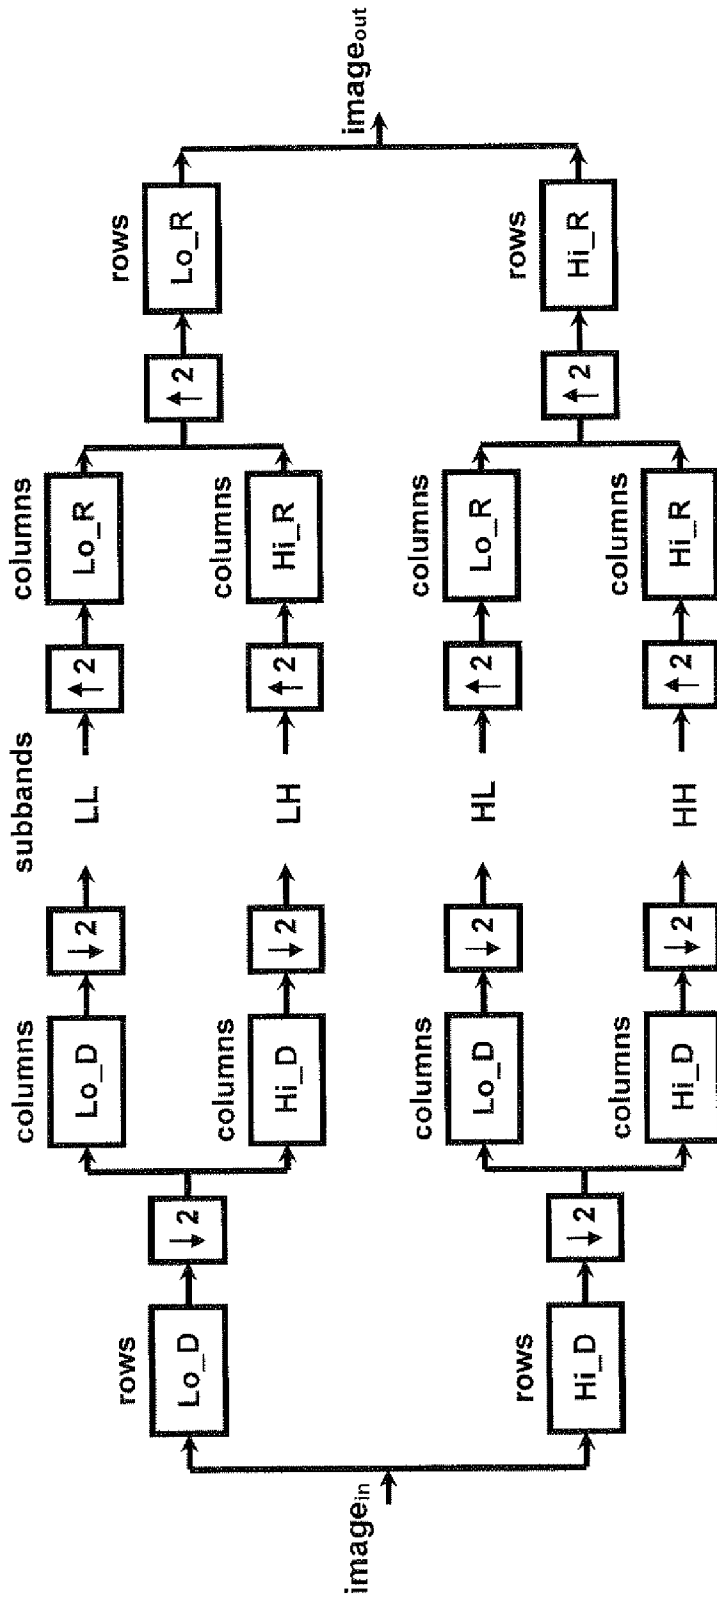 columns subbands columns
Lo_D ↓2 LL ↑2 Lo_R
rows rows
Lo_D ↓2 ↑2 Lo_R
columns columns
Hi_D ↓2 LH ↑2 Hi_R
image_in image_out
columns columns
Lo_D ↓2 HL ↑2 Lo_R
rows rows
Hi_D ↓2 ↑2 Hi_R
columns columns
Hi_D ↓2 HH ↑2 Hi_R